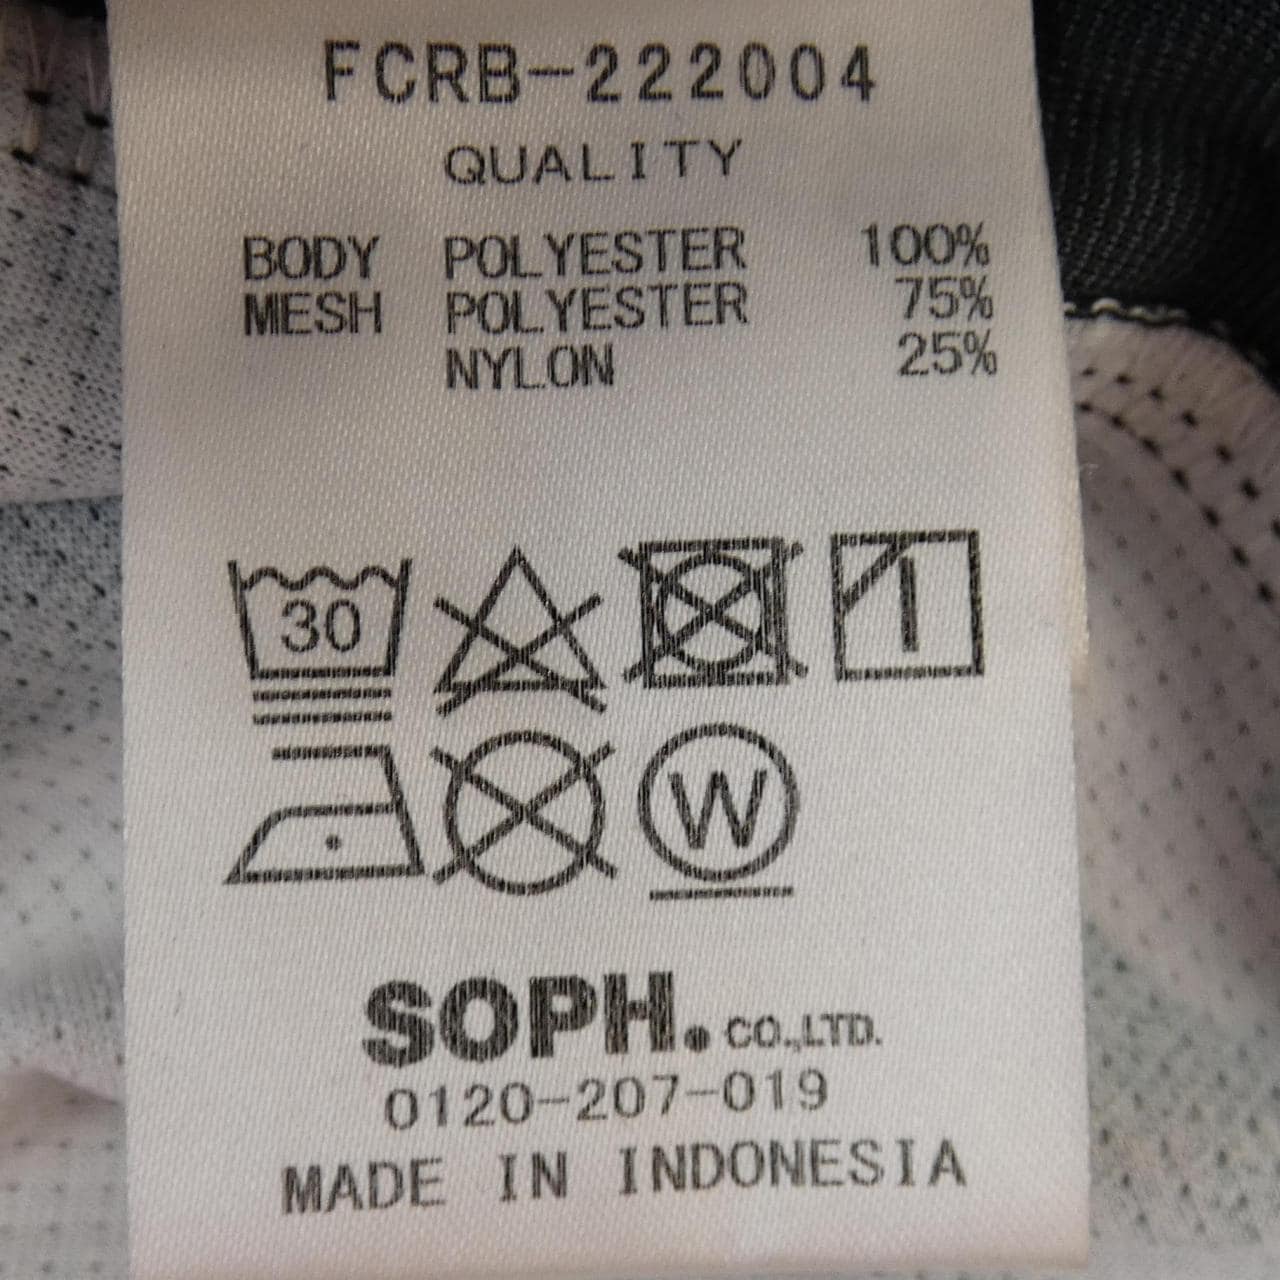 FCRB-222004
QUALITY
BODY POLYESTER 100%
MESH POLYESTER 75%
NYLON 25%
30
W
SOPH. CO.,LTD.
0120-207-019
MADE IN INDONESIA